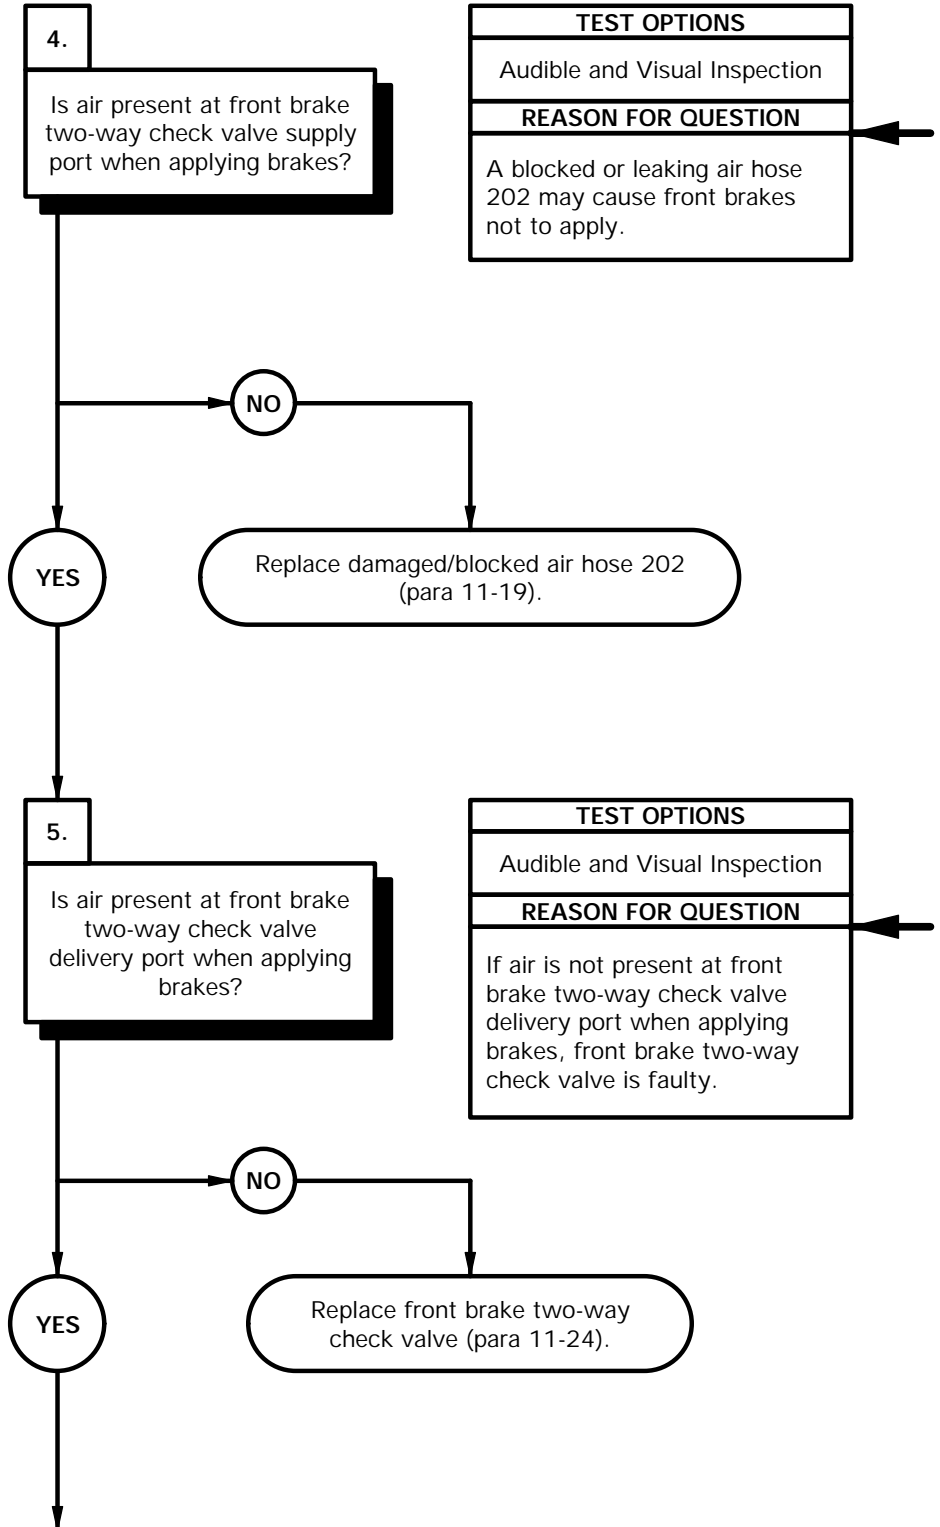 4.
Is air present at front brake
two-way check valve supply
port when applying brakes?
TEST OPTIONS
Audible and Visual Inspection
REASON FOR QUESTION
A blocked or leaking air hose
202 may cause front brakes
not to apply.
NO
YES
Replace damaged/blocked air hose 202
(para 11-19).
5.
Is air present at front brake
two-way check valve
delivery port when applying
brakes?
TEST OPTIONS
Audible and Visual Inspection
REASON FOR QUESTION
If air is not present at front
brake two-way check valve
delivery port when applying
brakes, front brake two-way
check valve is faulty.
NO
YES
Replace front brake two-way
check valve (para 11-24).